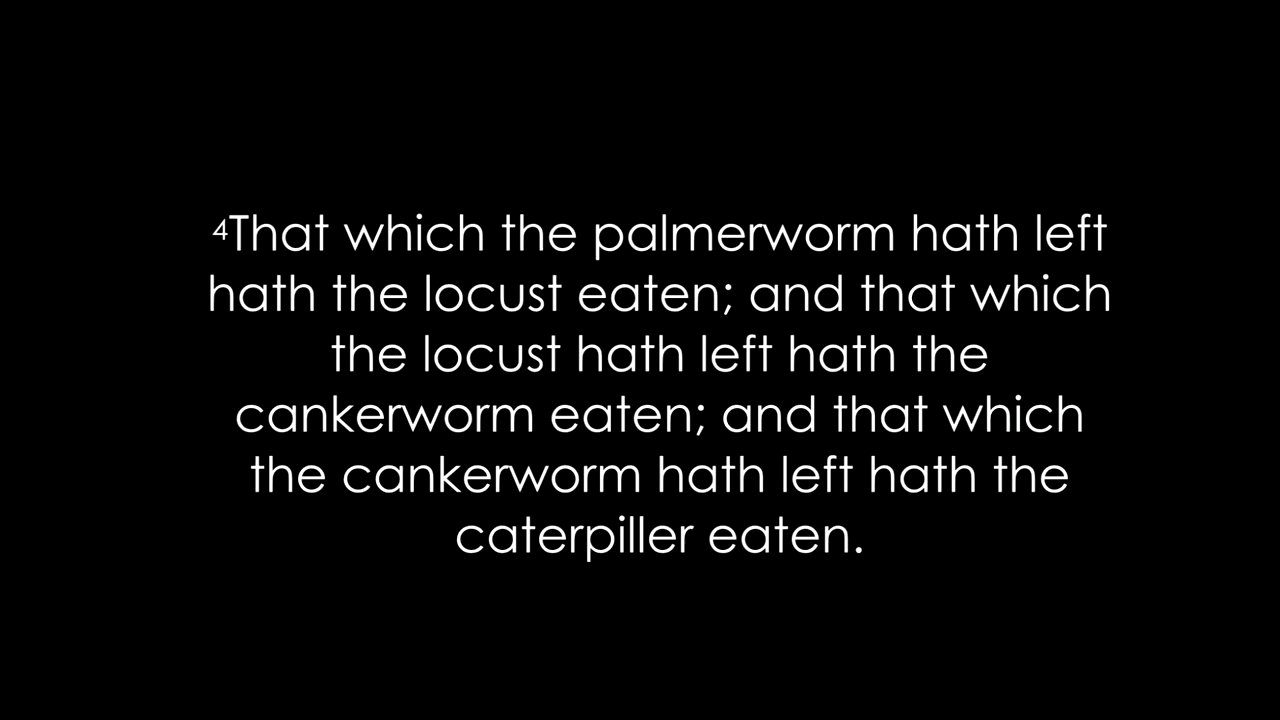 4That which the palmerworm hath left
hath the locust eaten; and that which
the locust hath left hath the
cankerworm eaten; and that which
the cankerworm hath left hath the
caterpiller eaten.